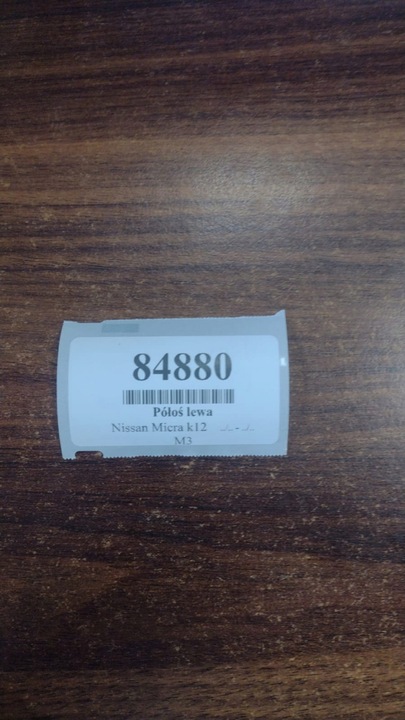 84880
Półoś lewa
Nissan Micra k12
M3